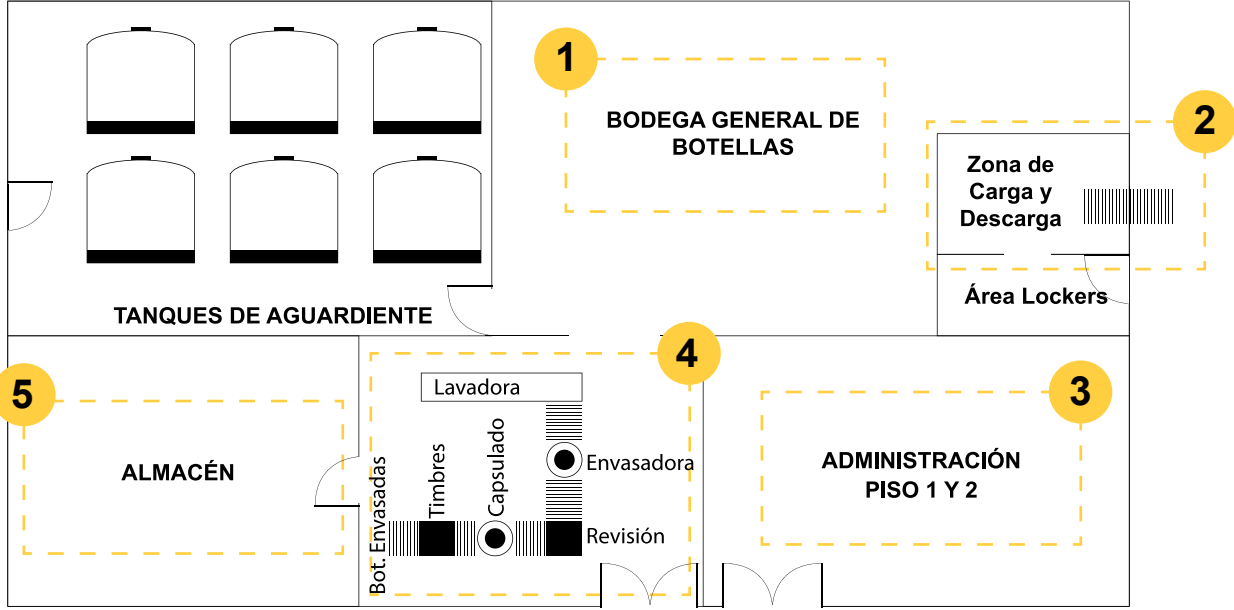 1
BODEGA GENERAL DE
BOTELLAS
2
Zona de
Carga y
Descarga
Área Lockers
TANQUES DE AGUARDIENTE
5
ALMACÉN
4
Lavadora
Envasadora
Revisión
Capsulado
Timbres
Bot. Envasadas
3
ADMINISTRACIÓN
PISO 1 Y 2